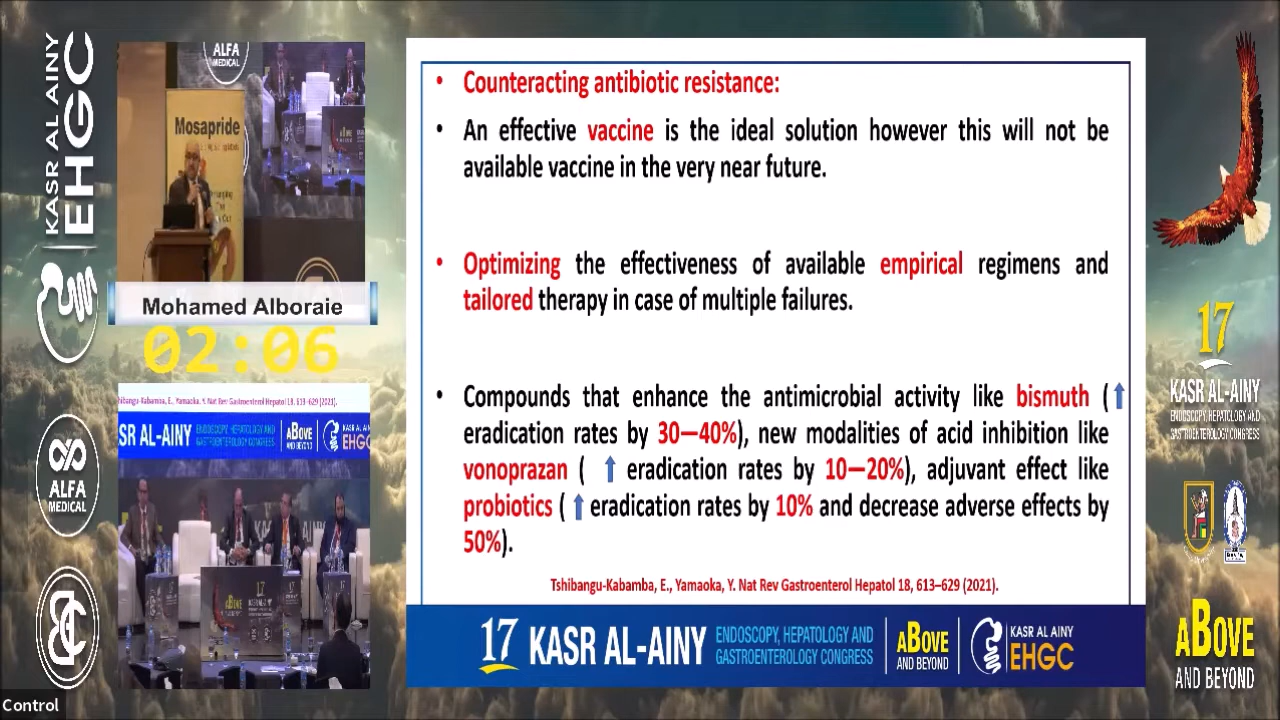 KASR AL AINY
EHGC
ALFA
MEDICAL
ALFA
MEDICAL
Mosapride
Mohamed Alboraie
02:06
Tshibangu-Kabamba, E., Yamaoka, Y. Nat Rev Gastroenterol Hepatol 18, 613–629 (2021).
SR AL-AINY
ENDOSCOPY, HEPATOLOGY AND
GASTROENTEROLOGY CONGRESS
ABOVE
AND BEYOND
EHGC
Control
• Counteracting antibiotic resistance:
• An effective vaccine is the ideal solution however this will not be
available vaccine in the very near future.
• Optimizing the effectiveness of available empirical regimens and
tailored therapy in case of multiple failures.
• Compounds that enhance the antimicrobial activity like bismuth (⬆
eradication rates by 30—40%), new modalities of acid inhibition like
vonoprazan ( ⬆ eradication rates by 10—20%), adjuvant effect like
probiotics ( ⬆ eradication rates by 10% and decrease adverse effects by
50%).
Tshibangu-Kabamba, E., Yamaoka, Y. Nat Rev Gastroenterol Hepatol 18, 613–629 (2021).
17 KASR AL-AINY
ENDOSCOPY, HEPATOLOGY AND
GASTROENTEROLOGY CONGRESS
ABOVE
AND BEYOND
KASR AL AINY
EHGC
17
KASR AL-AINY
ENDOSCOPY, HEPATOLOGY AND
GASTROENTEROLOGY CONGRESS
ABOVE
AND BEYOND